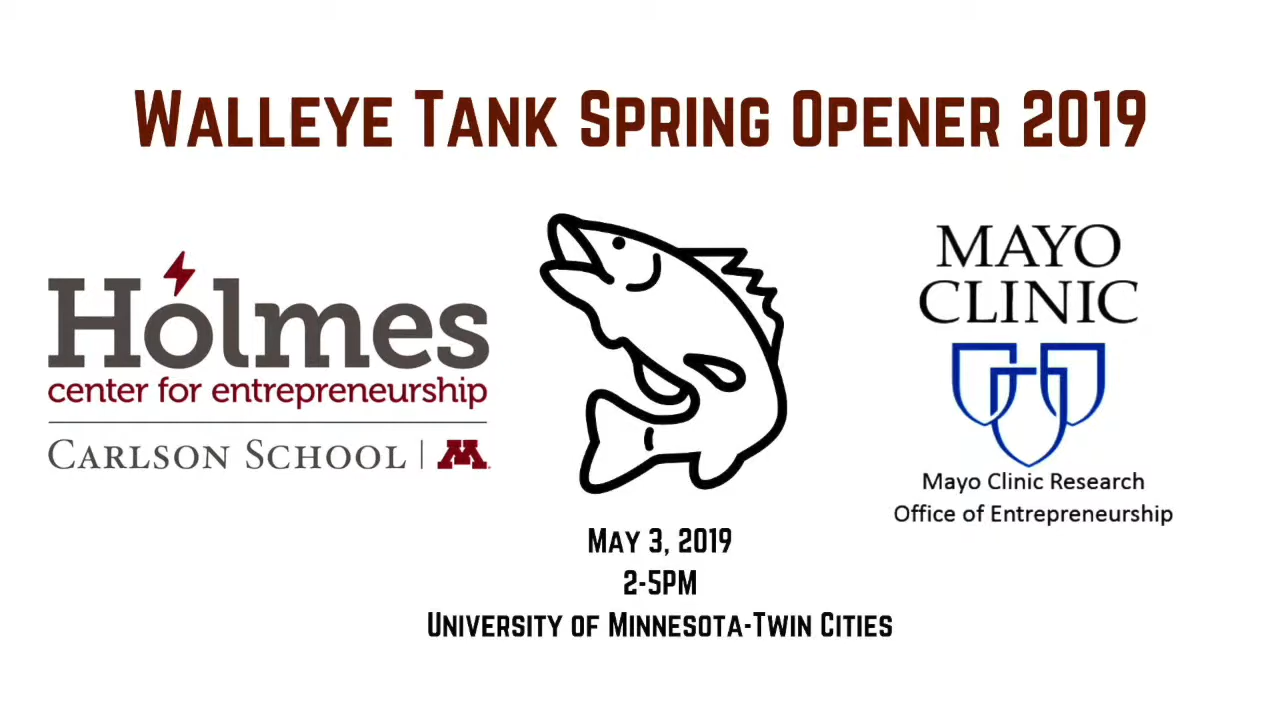 WALLEYE TANK SPRING OPENER 2019
Holmes
center for entrepreneurship
CARLSON SCHOOL | M
MAYO
CLINIC
Mayo Clinic Research
Office of Entrepreneurship
MAY 3, 2019
2-5PM
UNIVERSITY OF MINNESOTA-TWIN CITIES